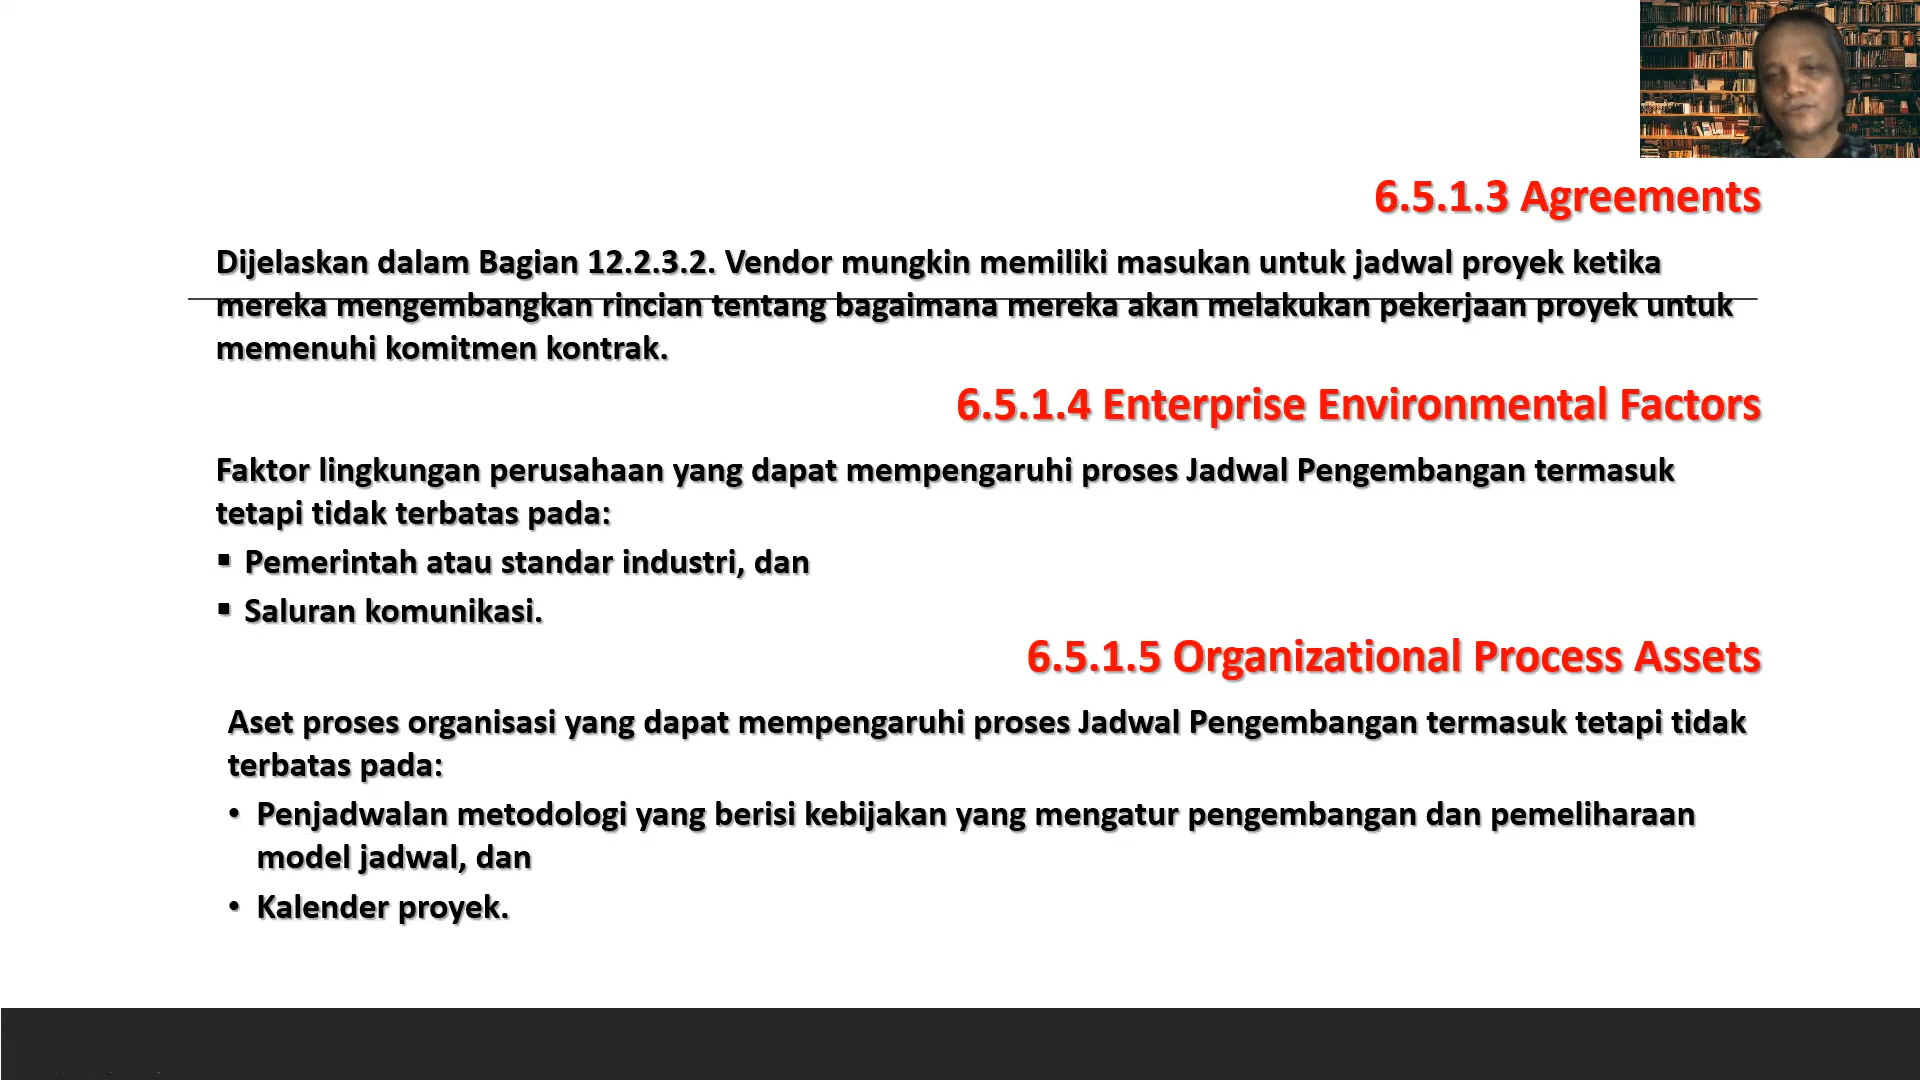 6.5.1.3 Agreements
Dijelaskan dalam Bagian 12.2.3.2. Vendor mungkin memiliki masukan untuk jadwal proyek ketika
mereka mengembangkan rincian tentang bagaimana mereka akan melakukan pekerjaan proyek untuk
memenuhi komitmen kontrak.
6.5.1.4 Enterprise Environmental Factors
Faktor lingkungan perusahaan yang dapat mempengaruhi proses Jadwal Pengembangan termasuk
tetapi tidak terbatas pada:
▪ Pemerintah atau standar industri, dan
▪ Saluran komunikasi.
6.5.1.5 Organizational Process Assets
Aset proses organisasi yang dapat mempengaruhi proses Jadwal Pengembangan termasuk tetapi tidak
terbatas pada:
• Penjadwalan metodologi yang berisi kebijakan yang mengatur pengembangan dan pemeliharaan
model jadwal, dan
• Kalender proyek.